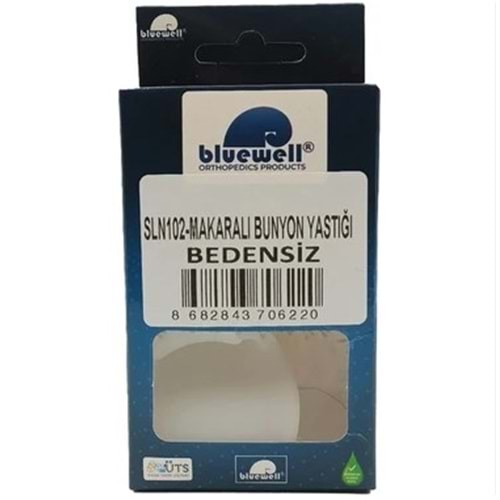 bluewell®
bluewell®
ORTHOPEDICS PRODUCTS
SLN102-MAKARALI BUNYON YASTIĞI
BEDENSİZ
8 682843 706220
ÜTS
bluewell®